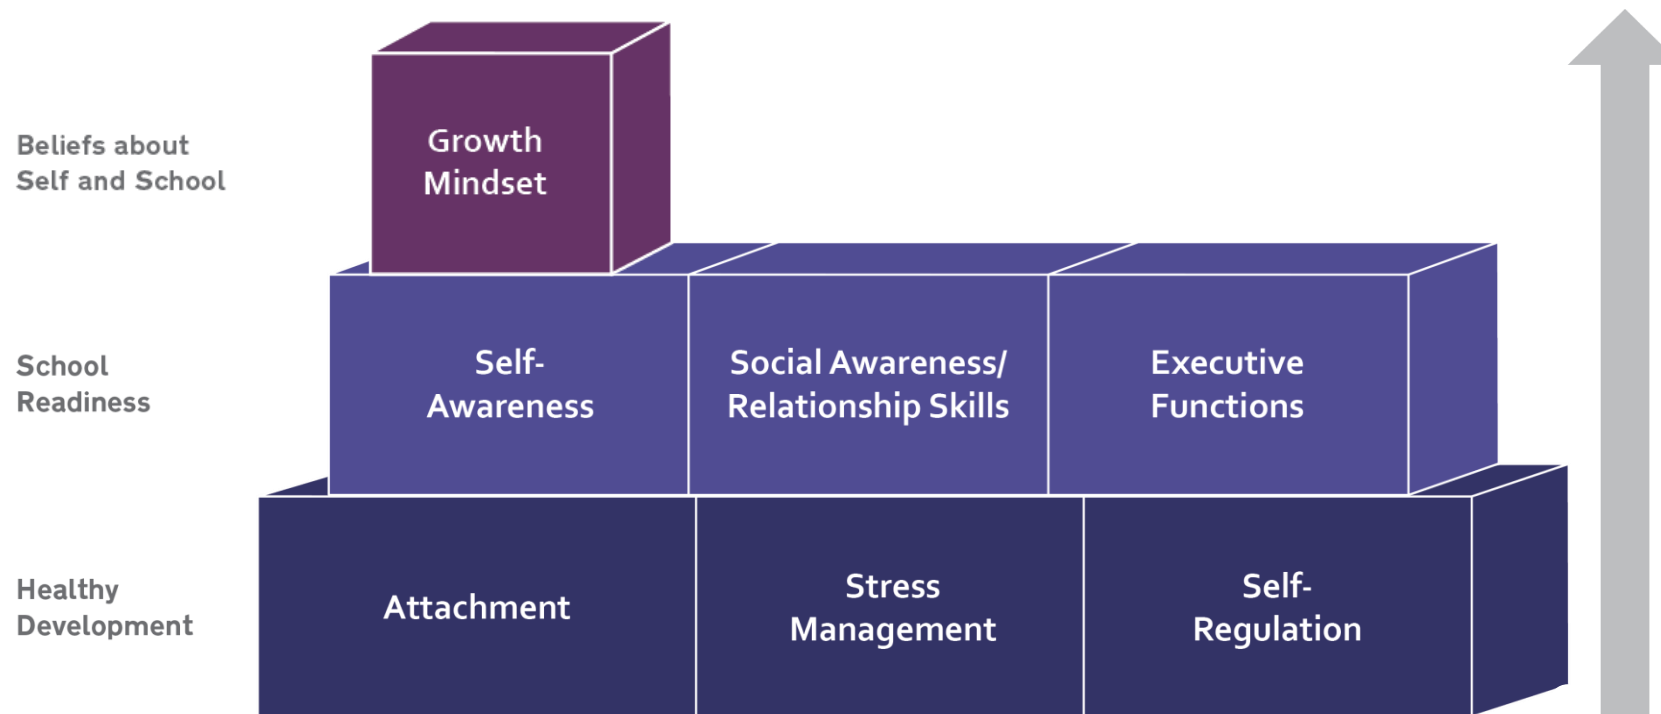 Beliefs about
Self and School
Growth
Mindset
School
Readiness
Self-
Awareness
Social Awareness/
Relationship Skills
Executive
Functions
Healthy
Development
Attachment
Stress
Management
Self-
Regulation